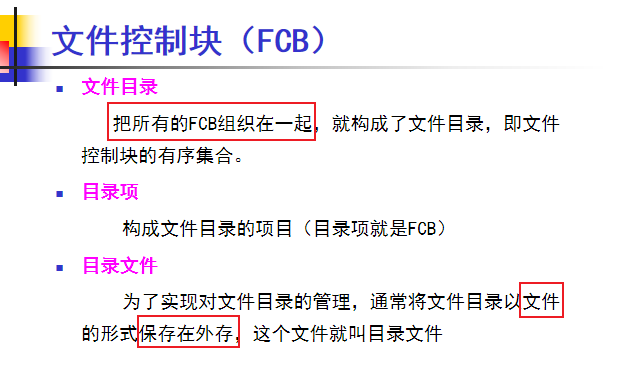 文件控制块（FCB）
文件目录
把所有的FCB组织在一起，就构成了文件目录，即文件
控制块的有序集合。
目录项
构成文件目录的项目（目录项就是FCB）
目录文件
为了实现对文件目录的管理，通常将文件目录以文件
的形式保存在外存，这个文件就叫目录文件